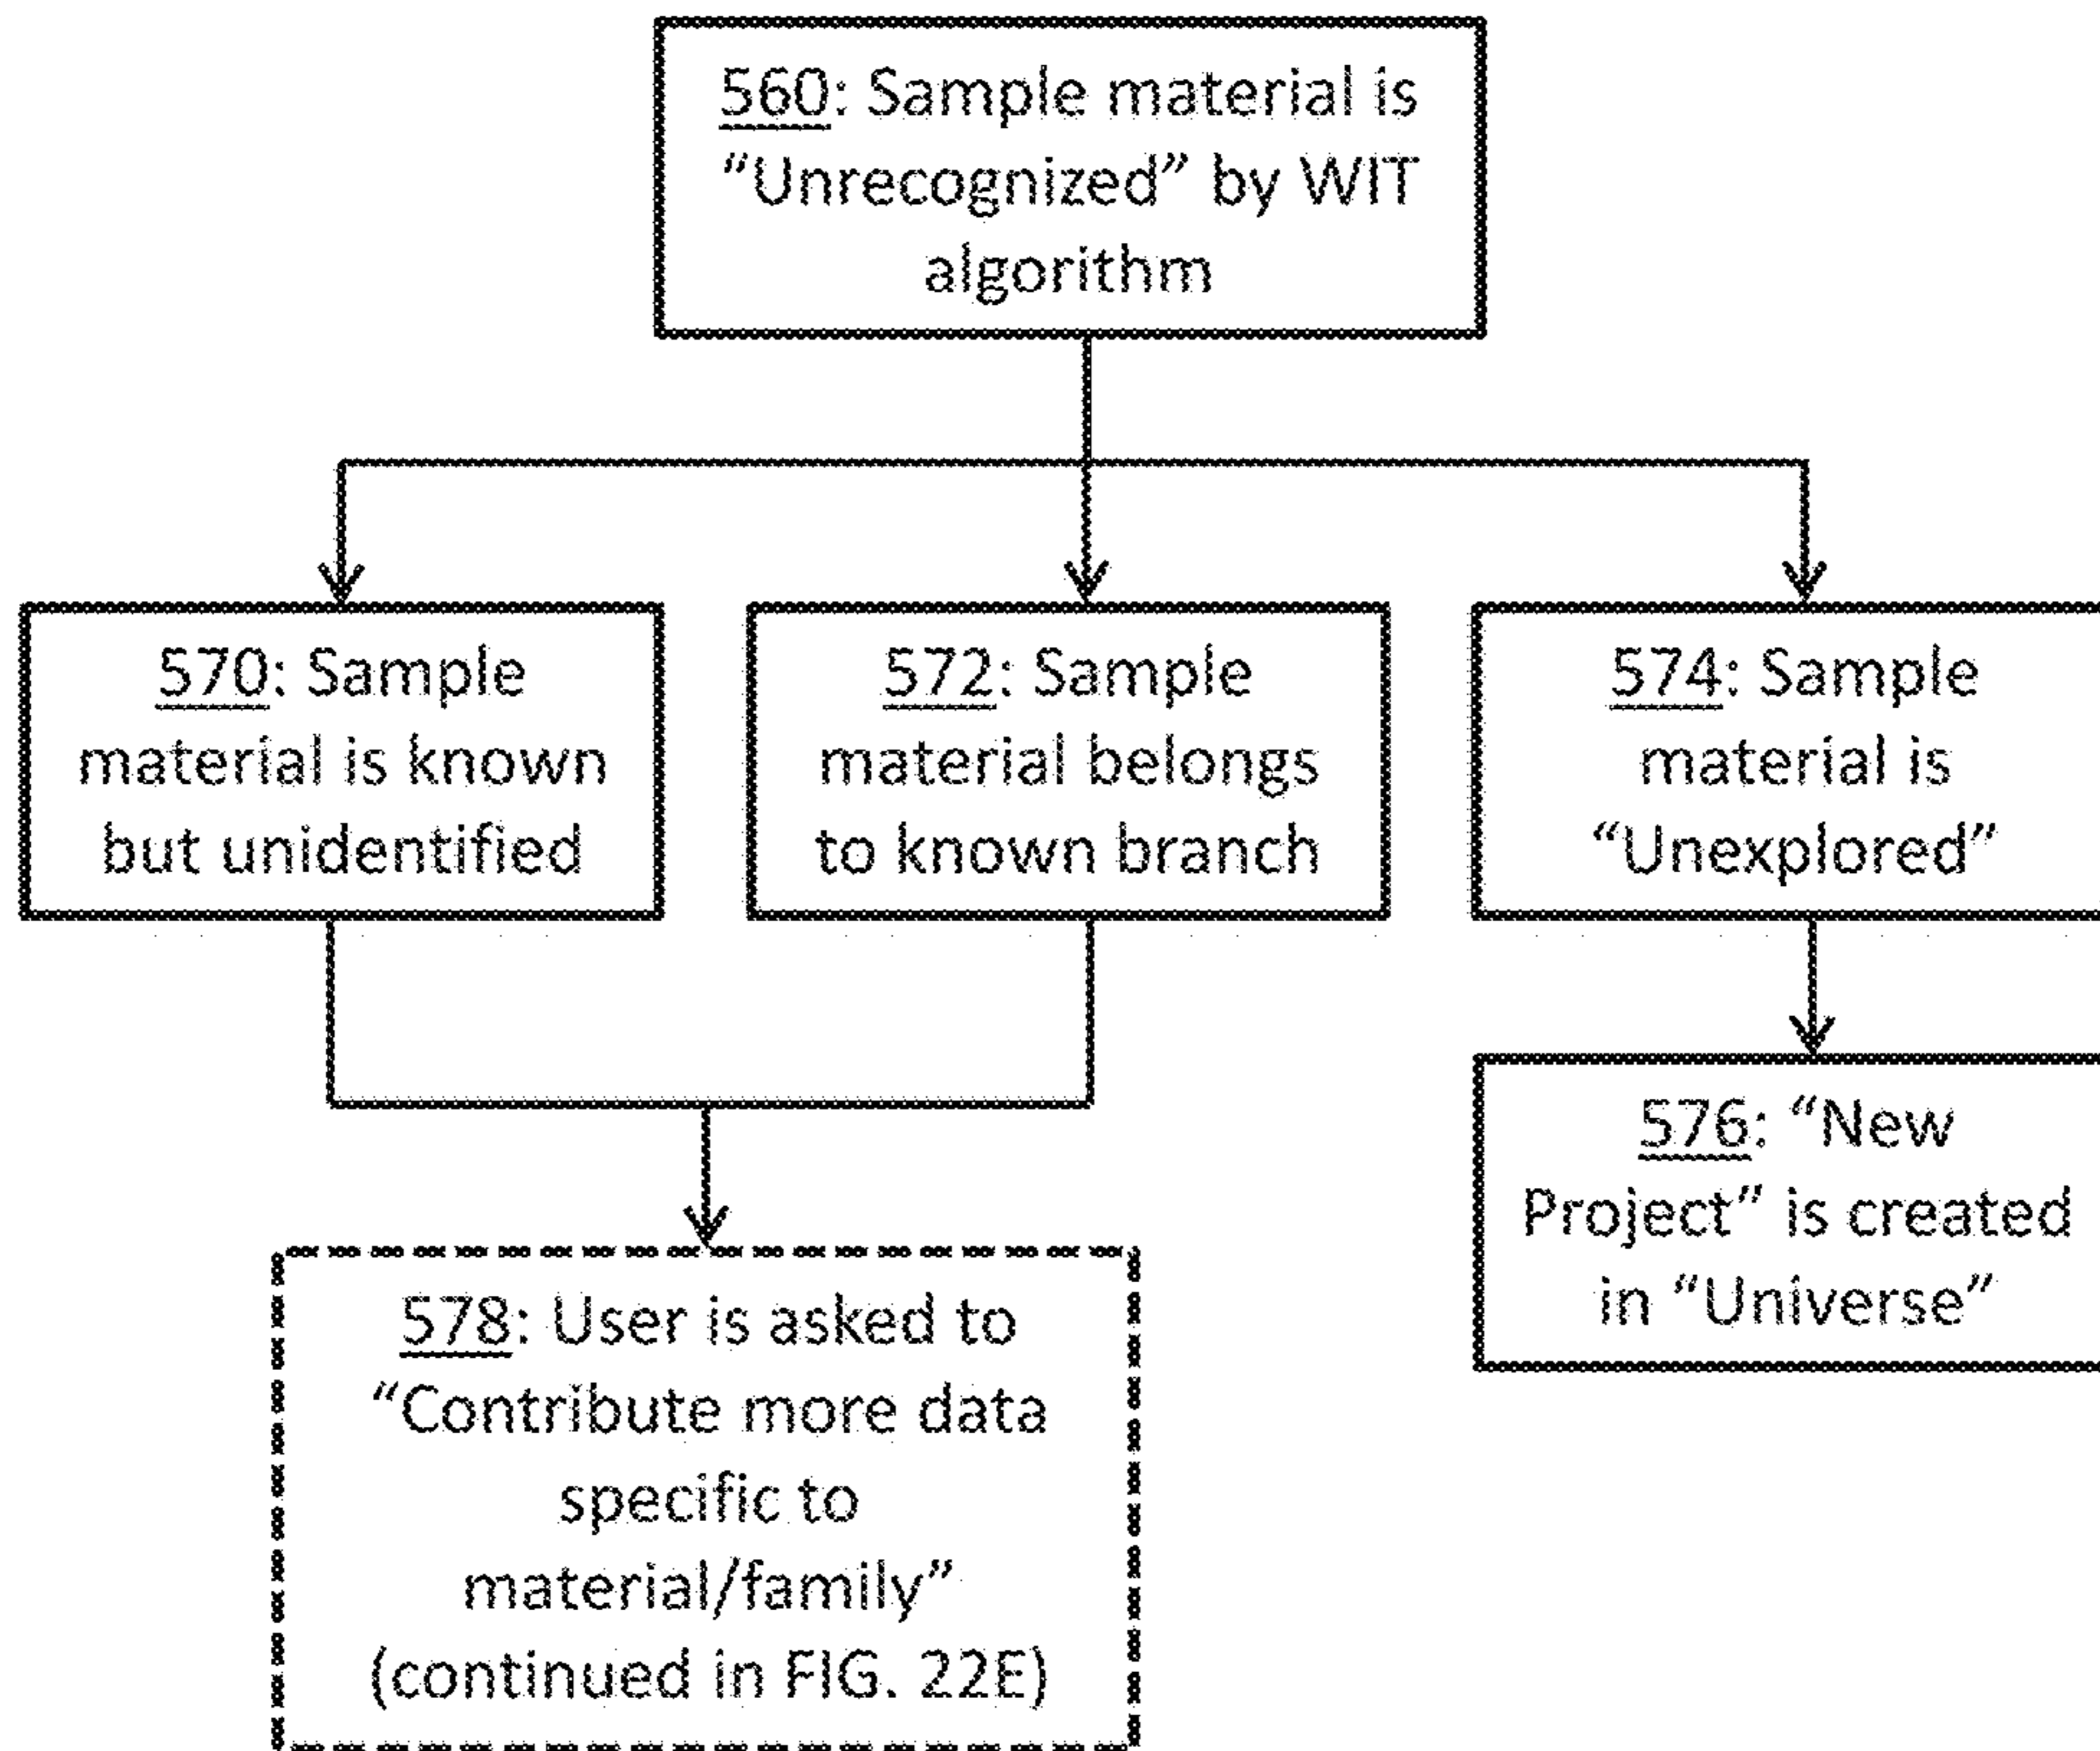 560: Sample material is
“Unrecognized” by WIT
algorithm
570: Sample
material is known
but unidentified
572: Sample
material belongs
to known branch
574: Sample
material is
“Unexplored”
576: “New
Project” is created
in “Universe”
578: User is asked to
“Contribute more data
specific to
material/family”
(continued in FIG. 22E)